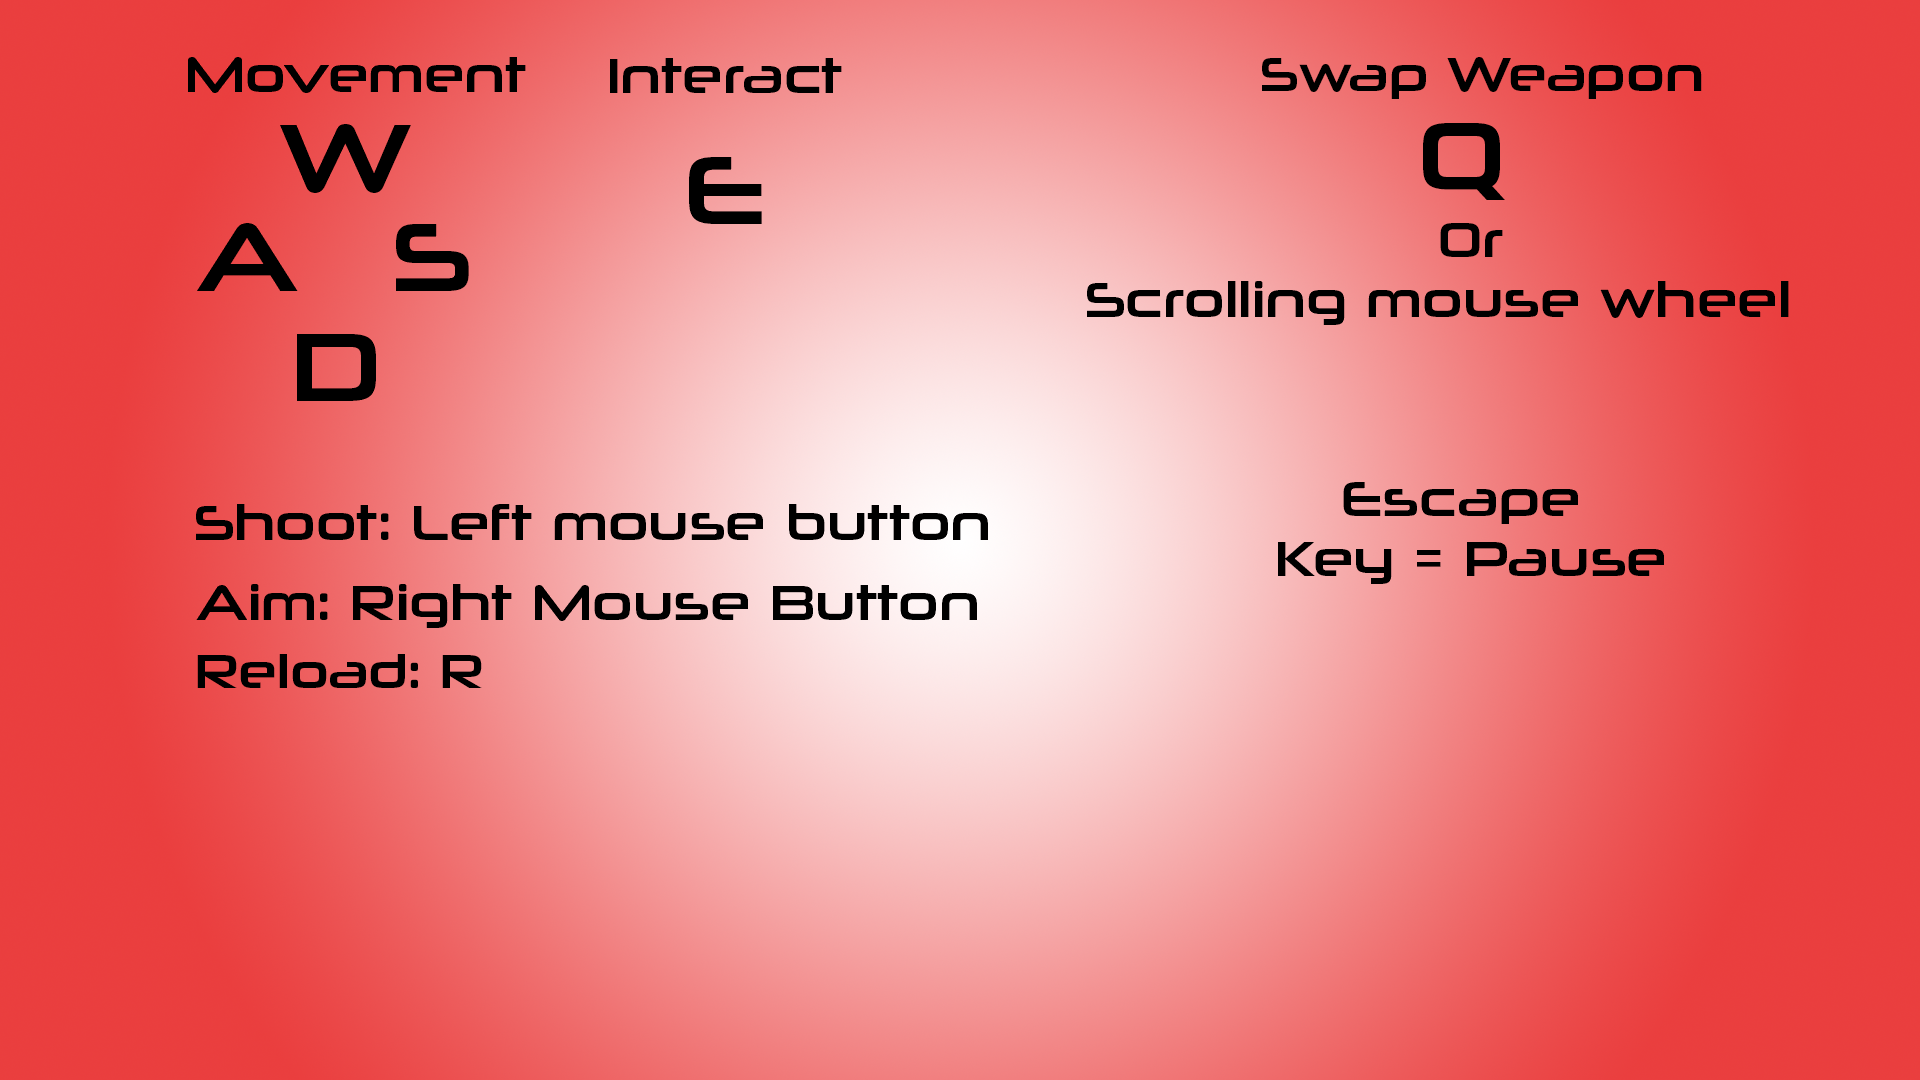 Movement
W
A S
D
Interact
E
Swap Weapon
Q
Or
Scrolling mouse wheel
Shoot: Left mouse button
Aim: Right Mouse Button
Reload: R
Escape
Key = Pause